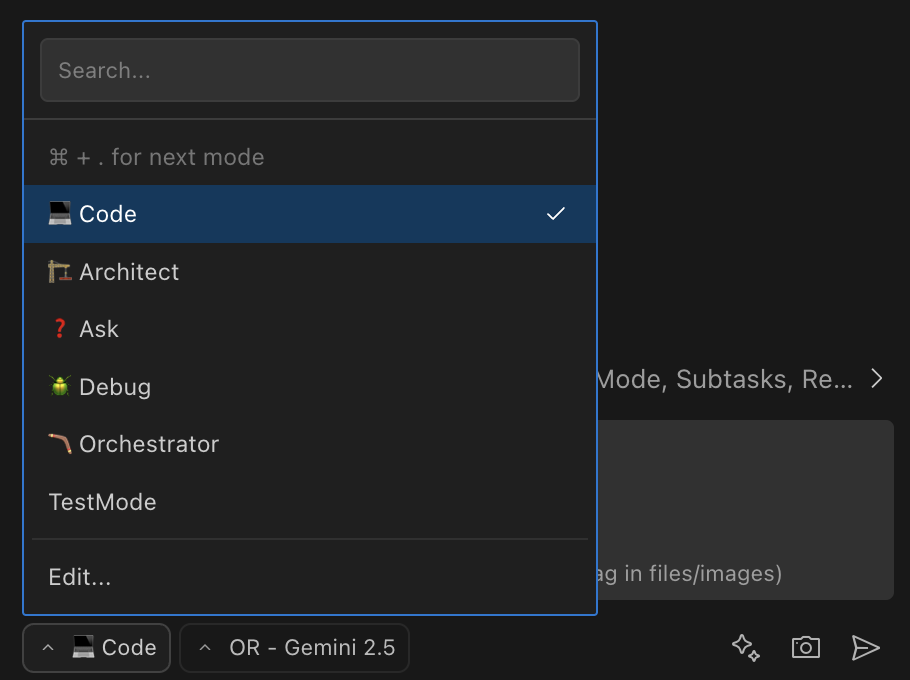 Search...
⌘ + . for next mode
💻 Code
🏗️ Architect
❓ Ask
🪲 Debug
🪃 Orchestrator
TestMode
Edit...
Mode, Subtasks, Re...
ag in files/images)
💻 Code
OR - Gemini 2.5